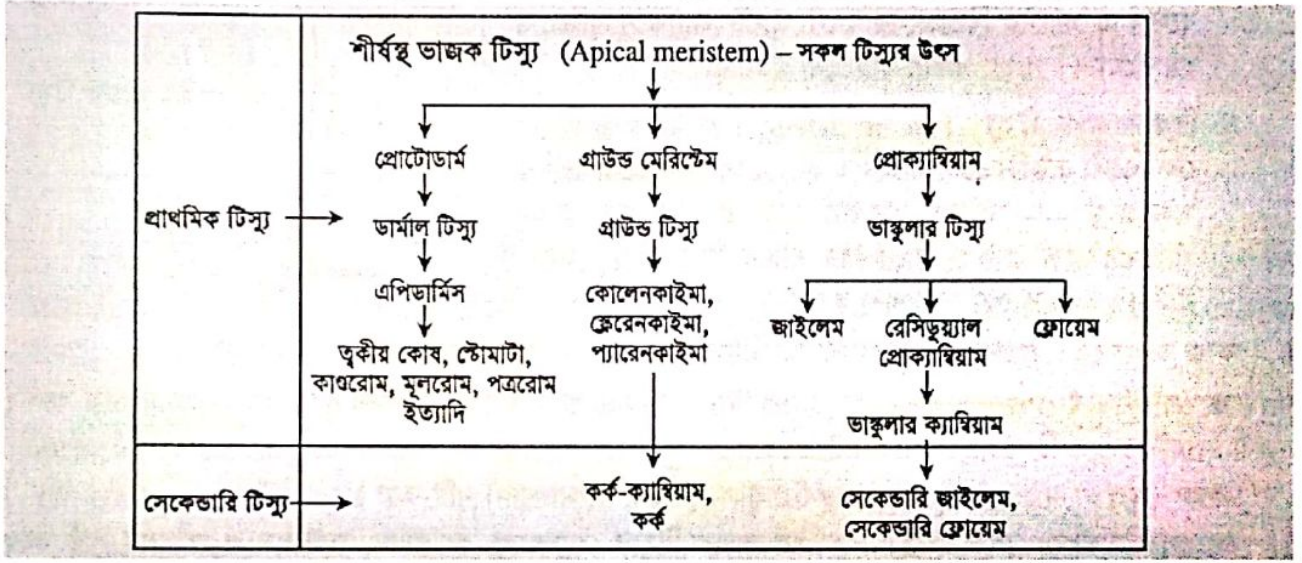 শীর্ষস্থ ভাজক টিস্যু (Apical meristem) – সকল টিস্যুর উৎস
প্রোটোডার্ম
গ্রাউন্ড মেরিস্টেম
প্রোক্যাম্বিয়াম
প্রাথমিক টিস্যু
ডার্মাল টিস্যু
গ্রাউন্ড টিস্যু
ভাস্কুলার টিস্যু
এপিডার্মিস
কোলেনকাইমা,
স্ক্লেরেনকাইমা,
প্যারেনকাইমা
জাইলেম
রেসিডুয়্যাল
প্রোক্যাম্বিয়াম
ফ্লোয়েম
ত্বকীয় কোষ, স্টোমাটা,
কাণ্ডরোম, মূলরোম, পত্ররোম
ইত্যাদি
ভাস্কুলার ক্যাম্বিয়াম
সেকেন্ডারি টিস্যু
কর্ক-ক্যাম্বিয়াম,
কর্ক
সেকেন্ডারি জাইলেম,
সেকেন্ডারি ফ্লোয়েম